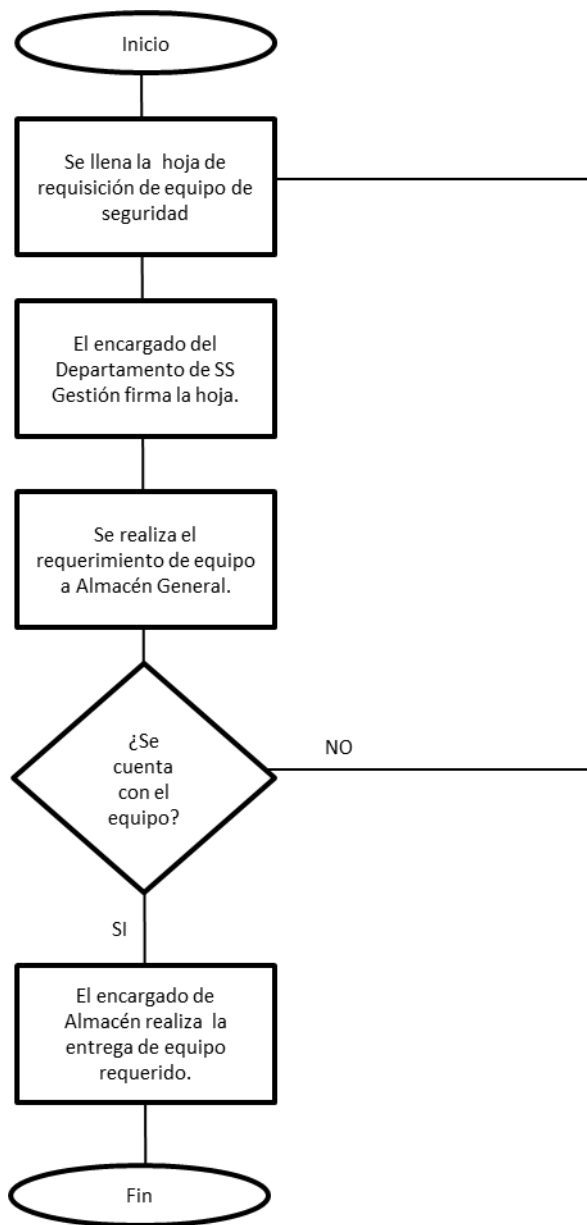 Inicio
Se llena la hoja de
requisición de equipo de
seguridad
El encargado del
Departamento de SS
Gestión firma la hoja.
Se realiza el
requerimiento de equipo
a Almacén General.
¿Se
cuenta
con el
equipo?
NO
SI
El encargado de
Almacén realiza la
entrega de equipo
requerido.
Fin